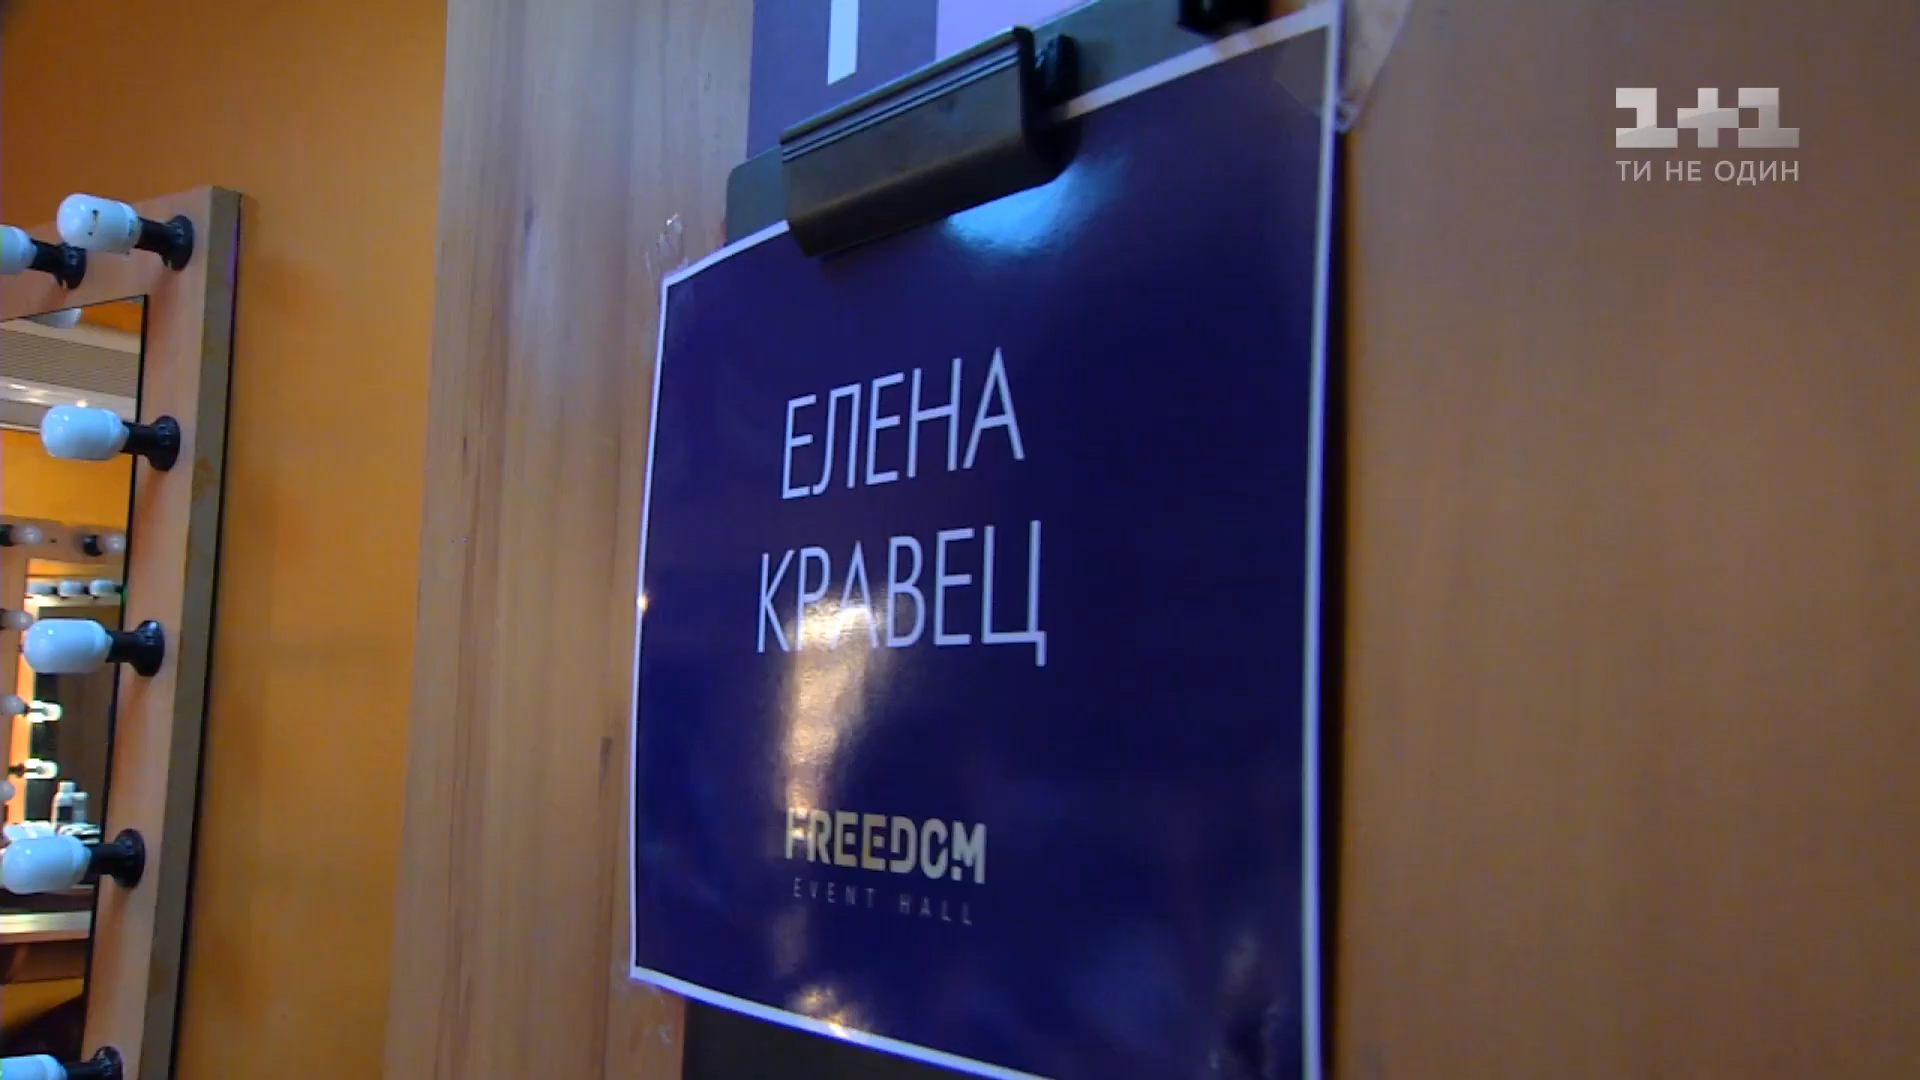 1+1
ТИ НЕ ОДИН
ЕЛЕНА
КРАВЕЦ
FREEDOM
EVENT HALL